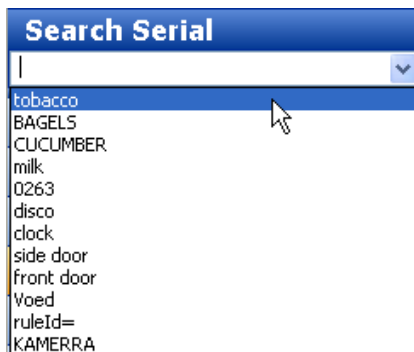 Search Serial
tobacco
BAGELS
CUCUMBER
milk
0263
disco
clock
side door
front door
Voed
ruleId=
KAMERRA